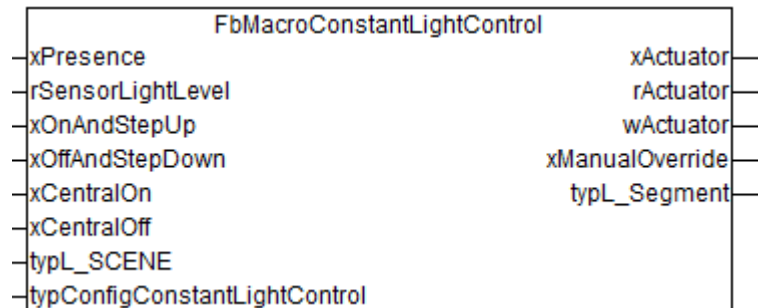 FbMacroConstantLightControl
xPresence xActuator
rSensorLightLevel rActuator
xOnAndStepUp wActuator
xOffAndStepDown xManualOverride
xCentralOn typL_Segment
xCentralOff
typL_SCENE
typConfigConstantLightControl